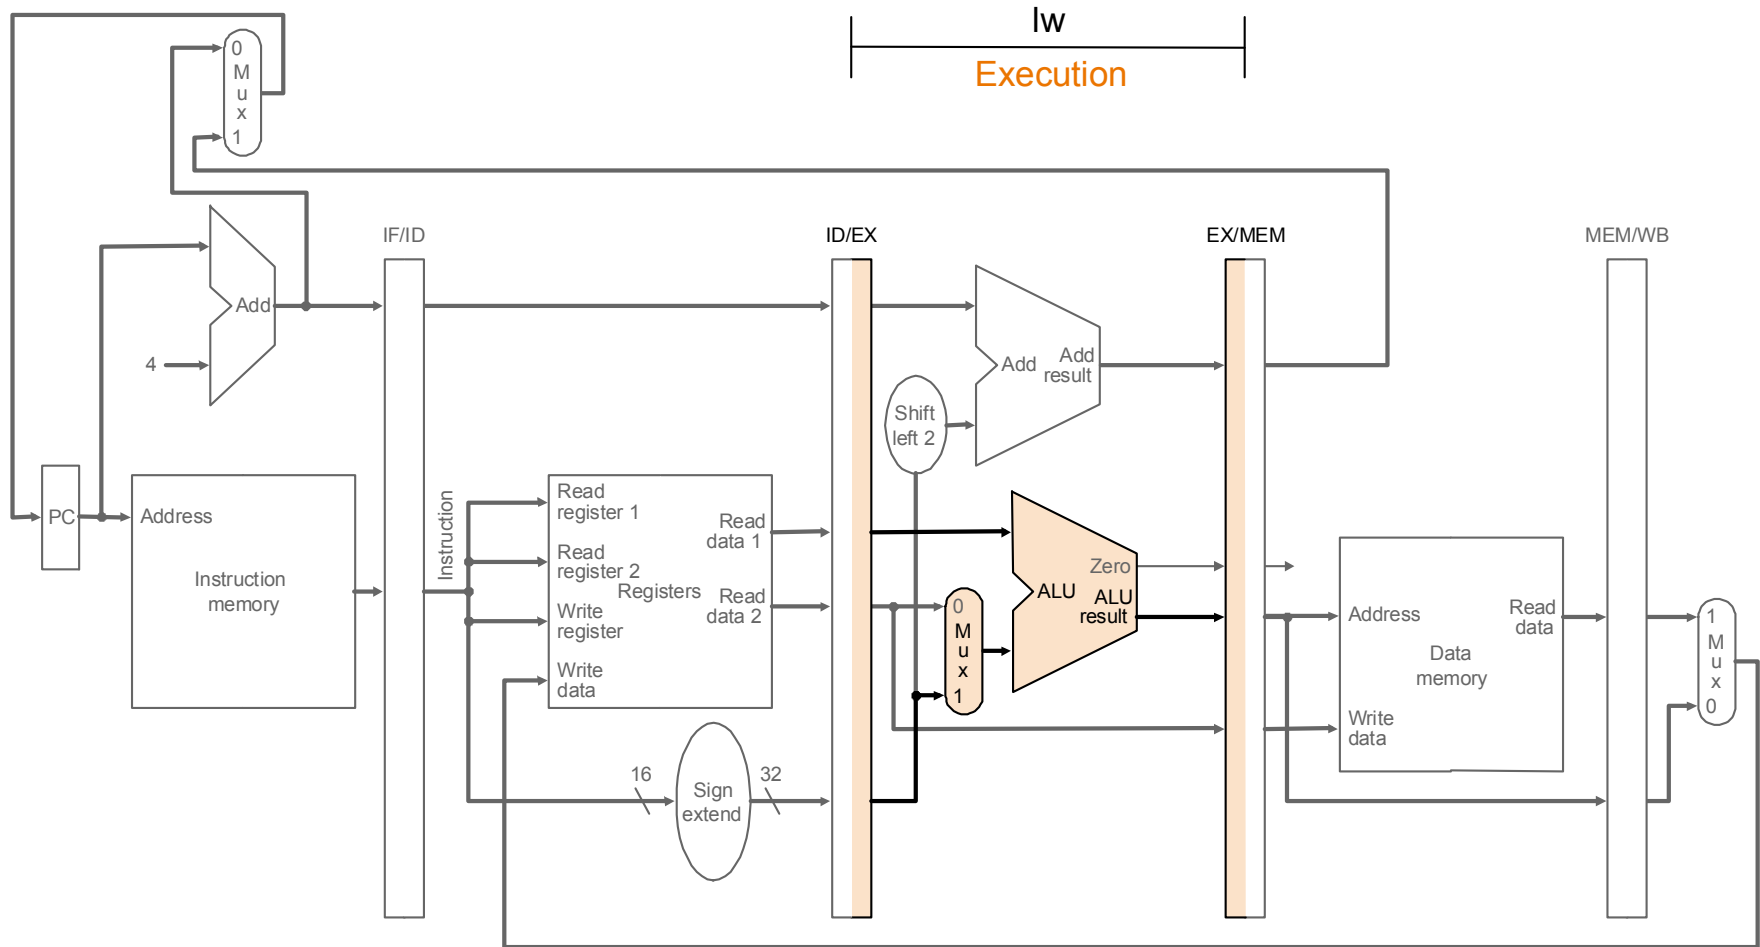 lw
Execution
0
M
u
x
1
IF/ID
ID/EX
EX/MEM
MEM/WB
Add
4
Add
Add
result
Shift
left 2
PC
Address
Instruction
memory
Instruction
Read
register 1
Read
register 2
Write
register
Write
data
Registers
Read
data 1
Read
data 2
16
Sign
extend
32
0
M
u
x
1
Zero
ALU
ALU
result
Address
Read
data
Data
memory
Write
data
1
M
u
x
0